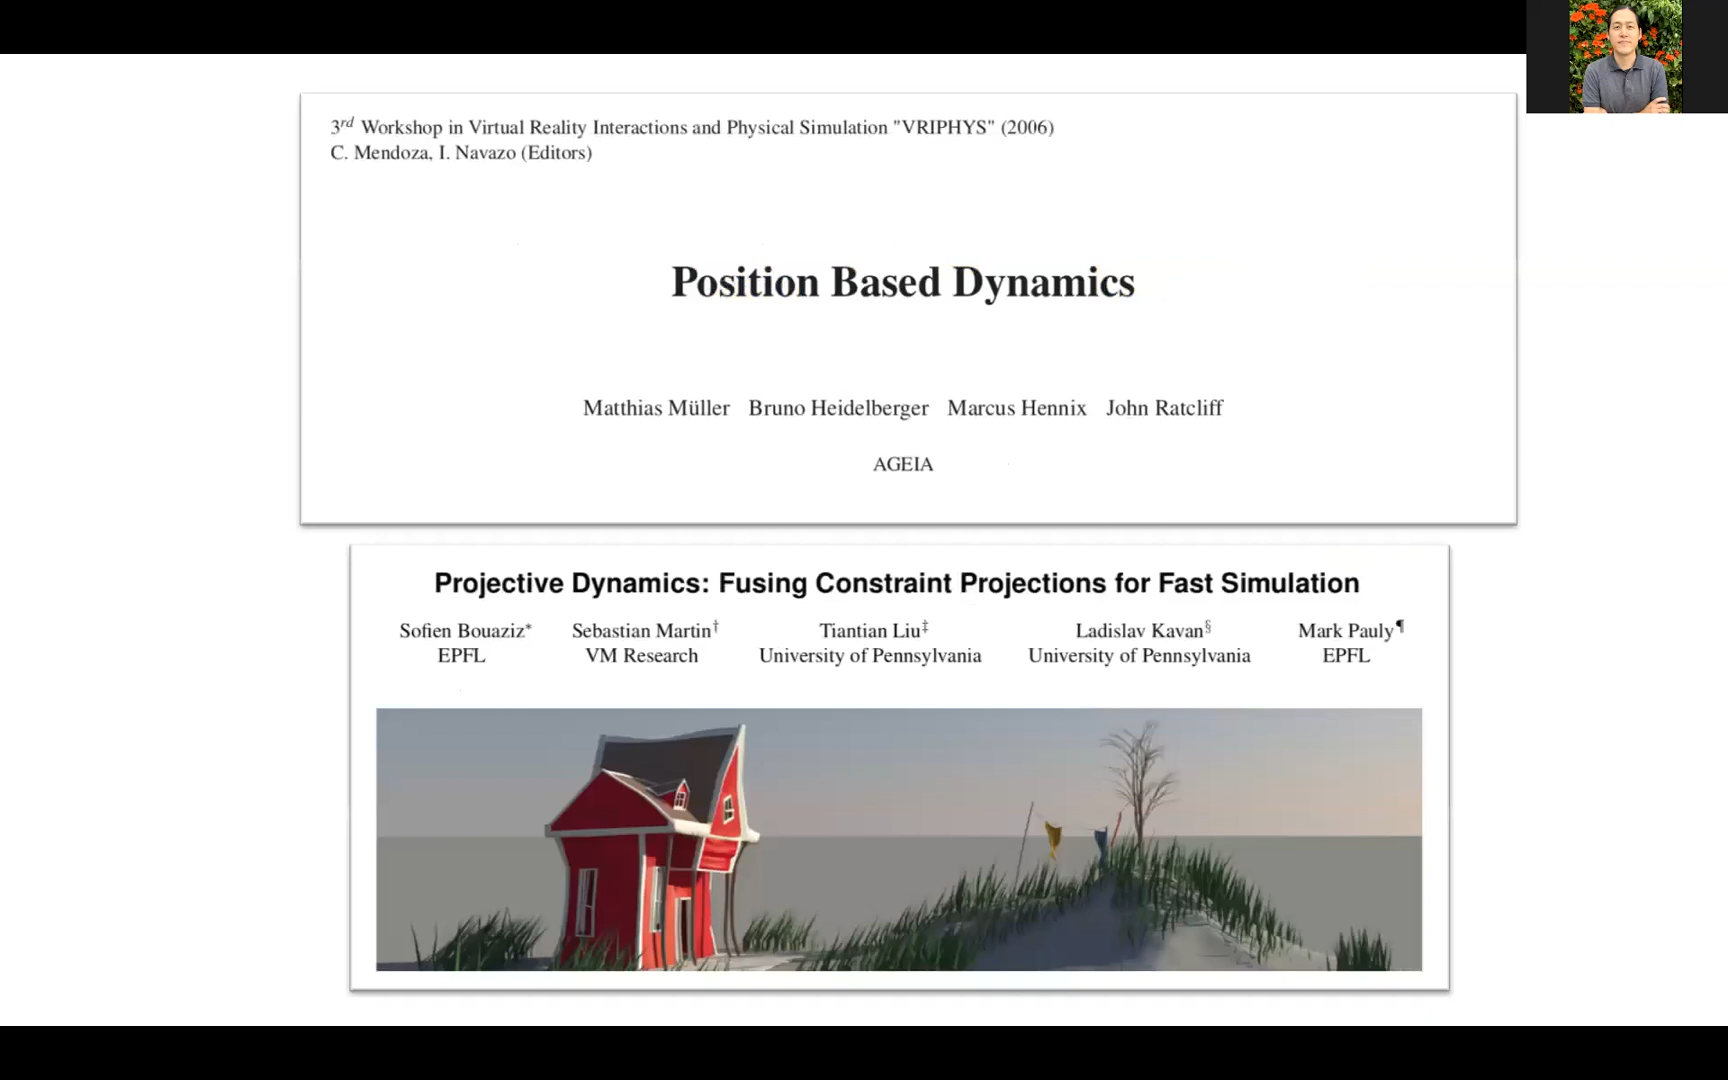 3rd Workshop in Virtual Reality Interactions and Physical Simulation "VRIPHYS" (2006)
C. Mendoza, I. Navazo (Editors)
Position Based Dynamics
Matthias Müller Bruno Heidelberger Marcus Hennix John Ratcliff
AGEIA
Projective Dynamics: Fusing Constraint Projections for Fast Simulation
Sofien Bouaziz* Sebastian Martin† Tiantian Liu‡ Ladislav Kavan§ Mark Pauly¶
EPFL VM Research University of Pennsylvania University of Pennsylvania EPFL